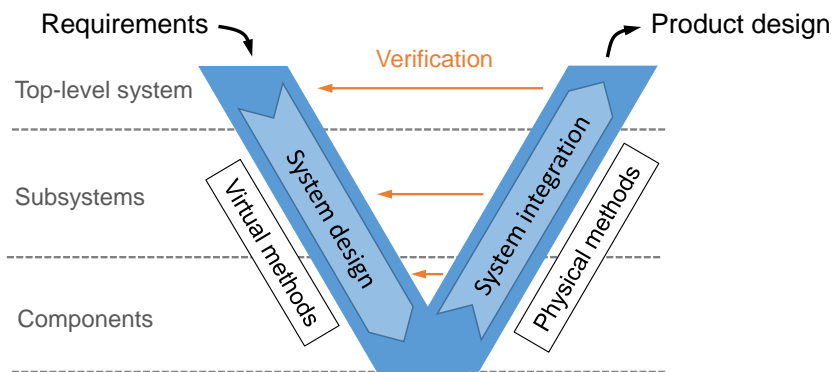 Requirements
Product design
Verification
Top-level system
System design
System integration
Subsystems
Virtual methods
Physical methods
Components